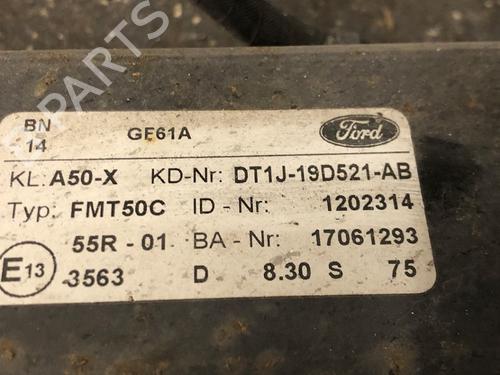 BN
14
GF61A
Ford
KL: A50-X KD-Nr: DT1J-19D521-AB
Typ: FMT50C ID - Nr: 1202314
55R - 01 BA - Nr: 17061293
E13
3563 D 8.30 S 75
B-PARTS